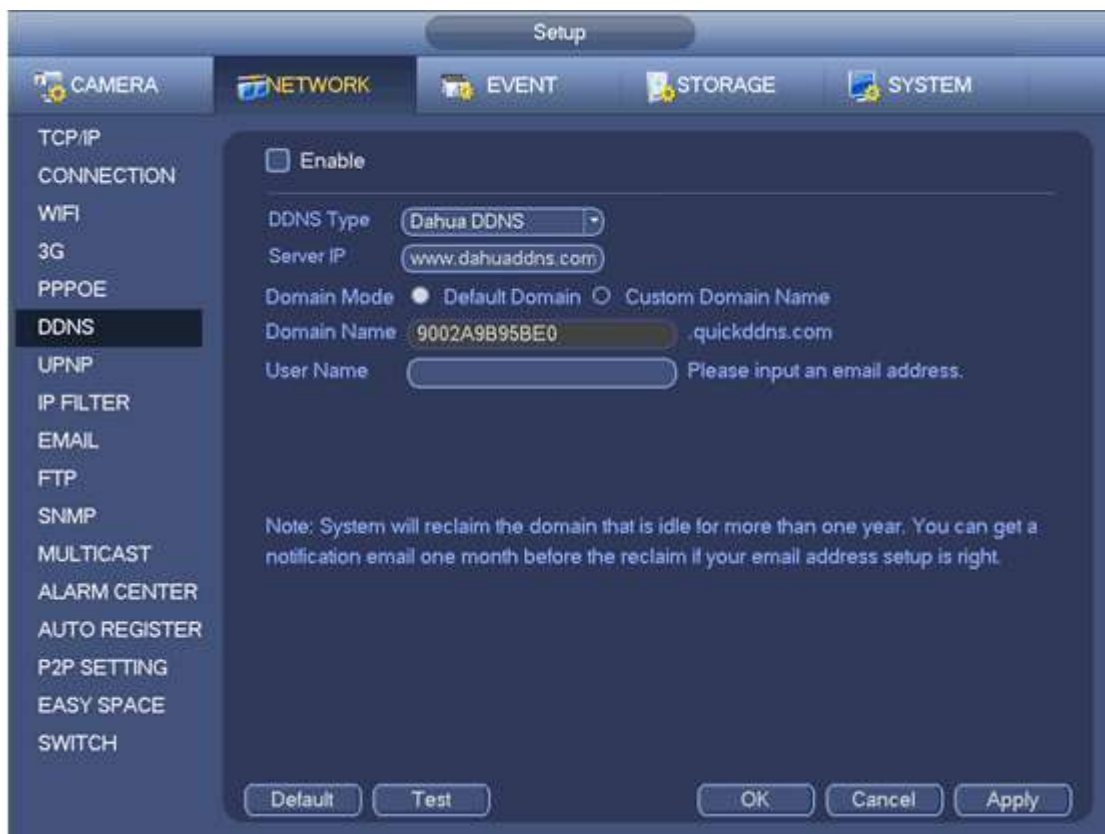 Setup
CAMERA NETWORK EVENT STORAGE SYSTEM
TCP/IP
CONNECTION
WIFI
3G
PPPOE
DDNS
UPNP
IP FILTER
EMAIL
FTP
SNMP
MULTICAST
ALARM CENTER
AUTO REGISTER
P2P SETTING
EASY SPACE
SWITCH
Enable
DDNS Type Dahua DDNS
Server IP www.dahuaddns.com
Domain Mode Default Domain Custom Domain Name
Domain Name 9002A9B95BE0 .quickddns.com
User Name Please input an email address.
Note: System will reclaim the domain that is idle for more than one year. You can get a
notification email one month before the reclaim if your email address setup is right.
Default Test OK Cancel Apply